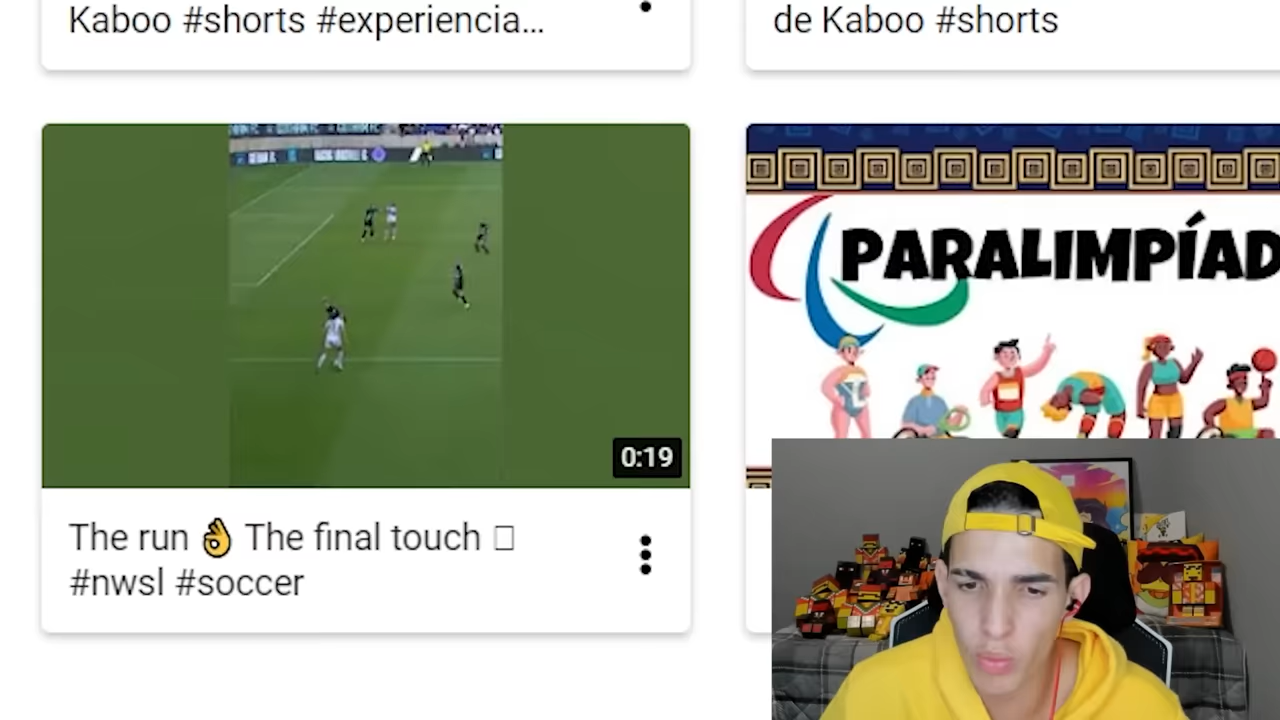 Kaboo #shorts #experiencia...
de Kaboo #shorts
0:19
The run 👌 The final touch □
#nwsl #soccer
PARALIMPÍAD